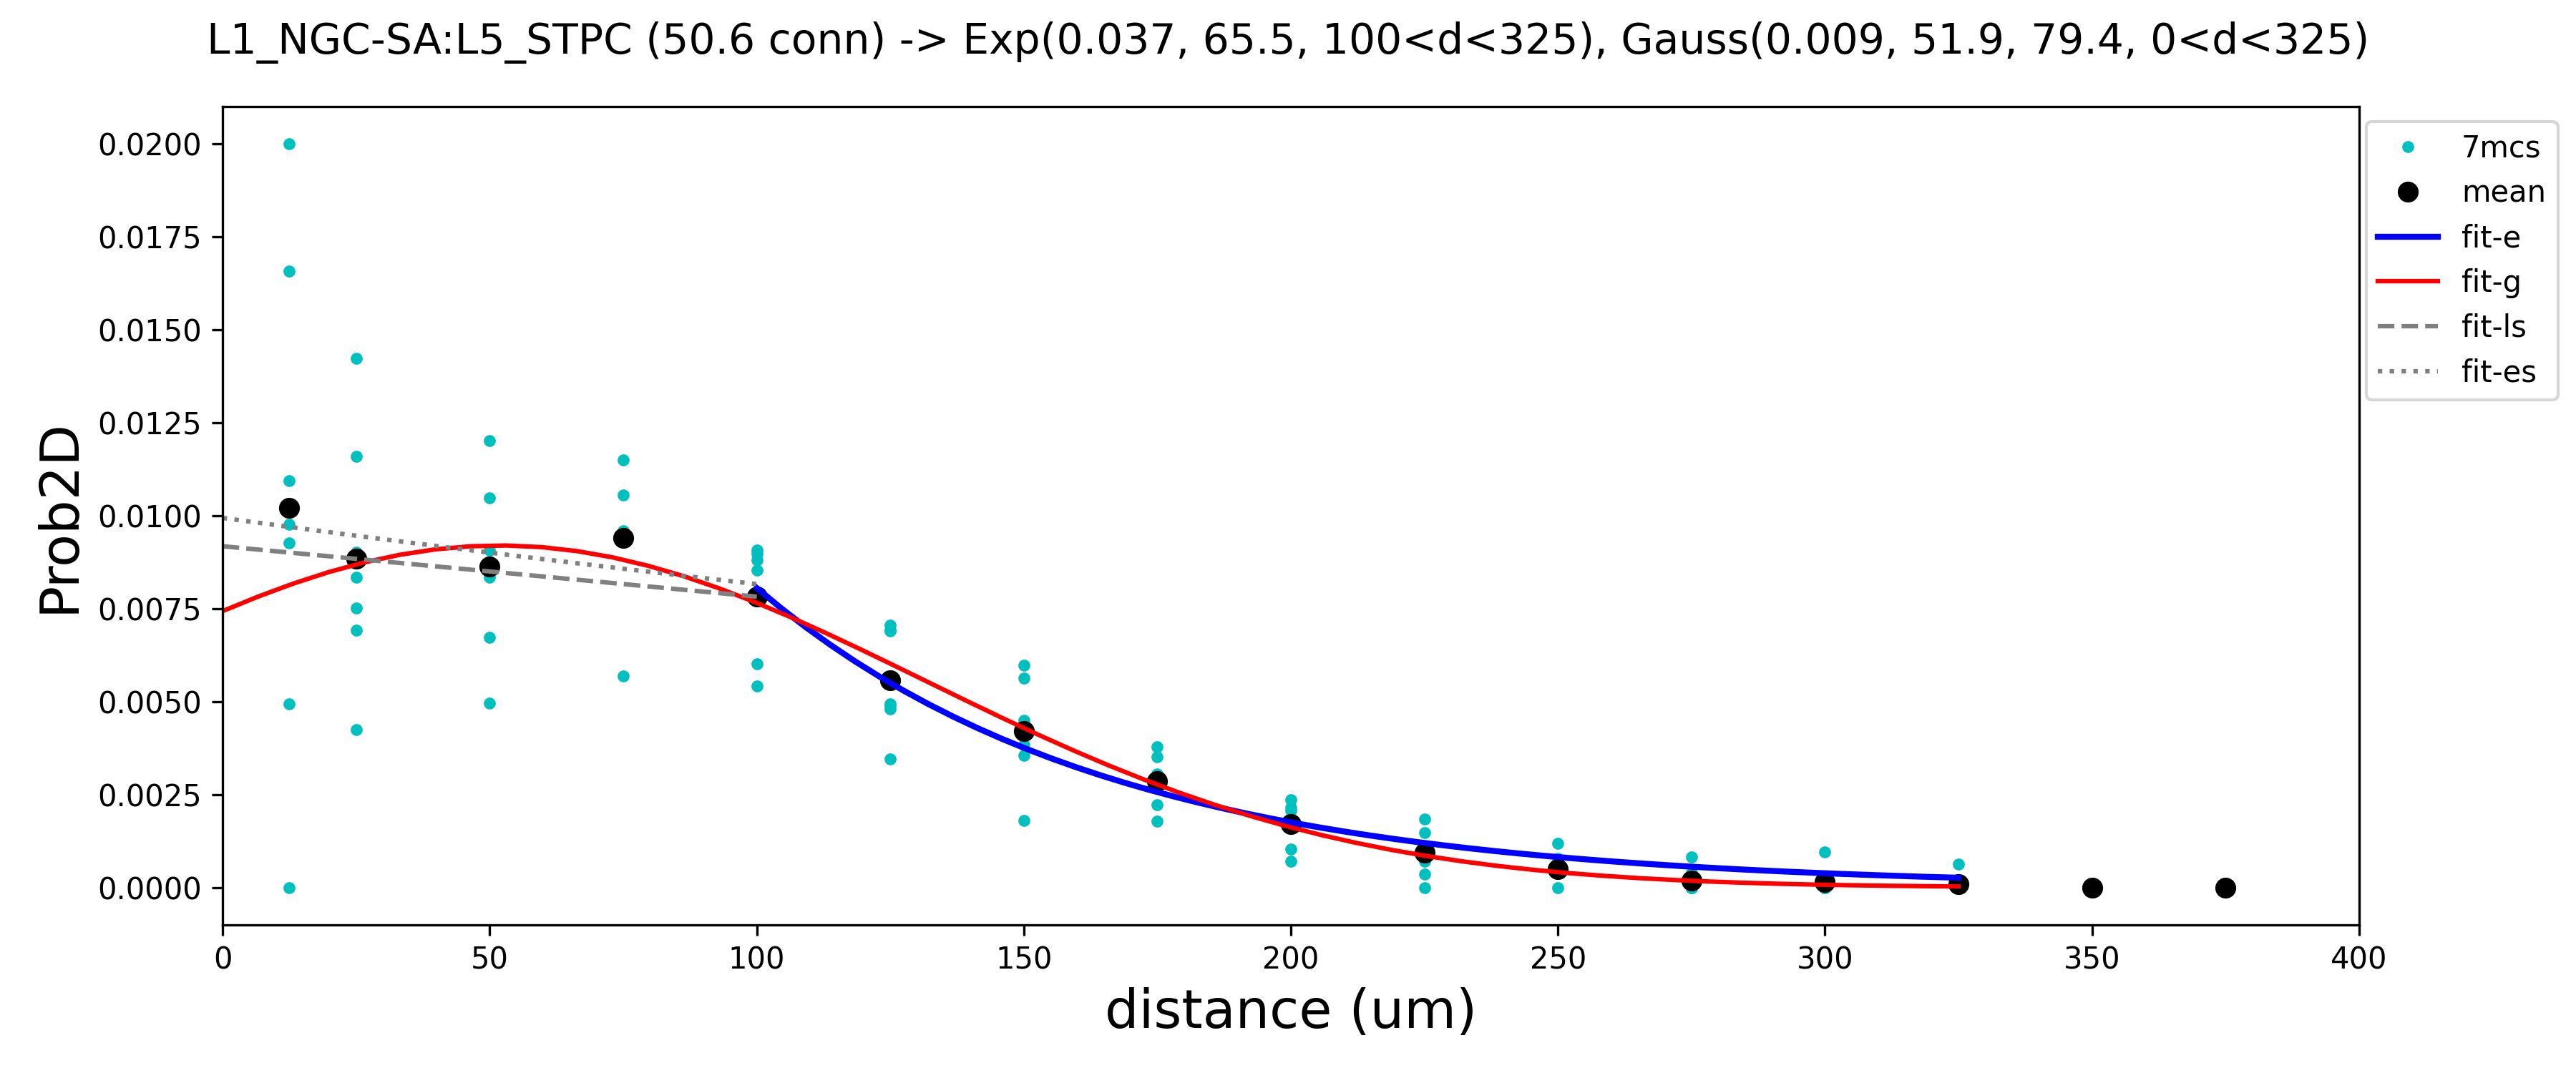 L1_NGC-SA:L5_STPC (50.6 conn) -> Exp(0.037, 65.5, 100<d<325), Gauss(0.009, 51.9, 79.4, 0<d<325)
0.0200
0.0175
0.0150
0.0125
0.0100
0.0075
0.0050
0.0025
0.0000
Prob2D
0 50 100 150 200 250 300 350 400
distance (um)
7mcs
mean
fit-e
fit-g
fit-ls
fit-es